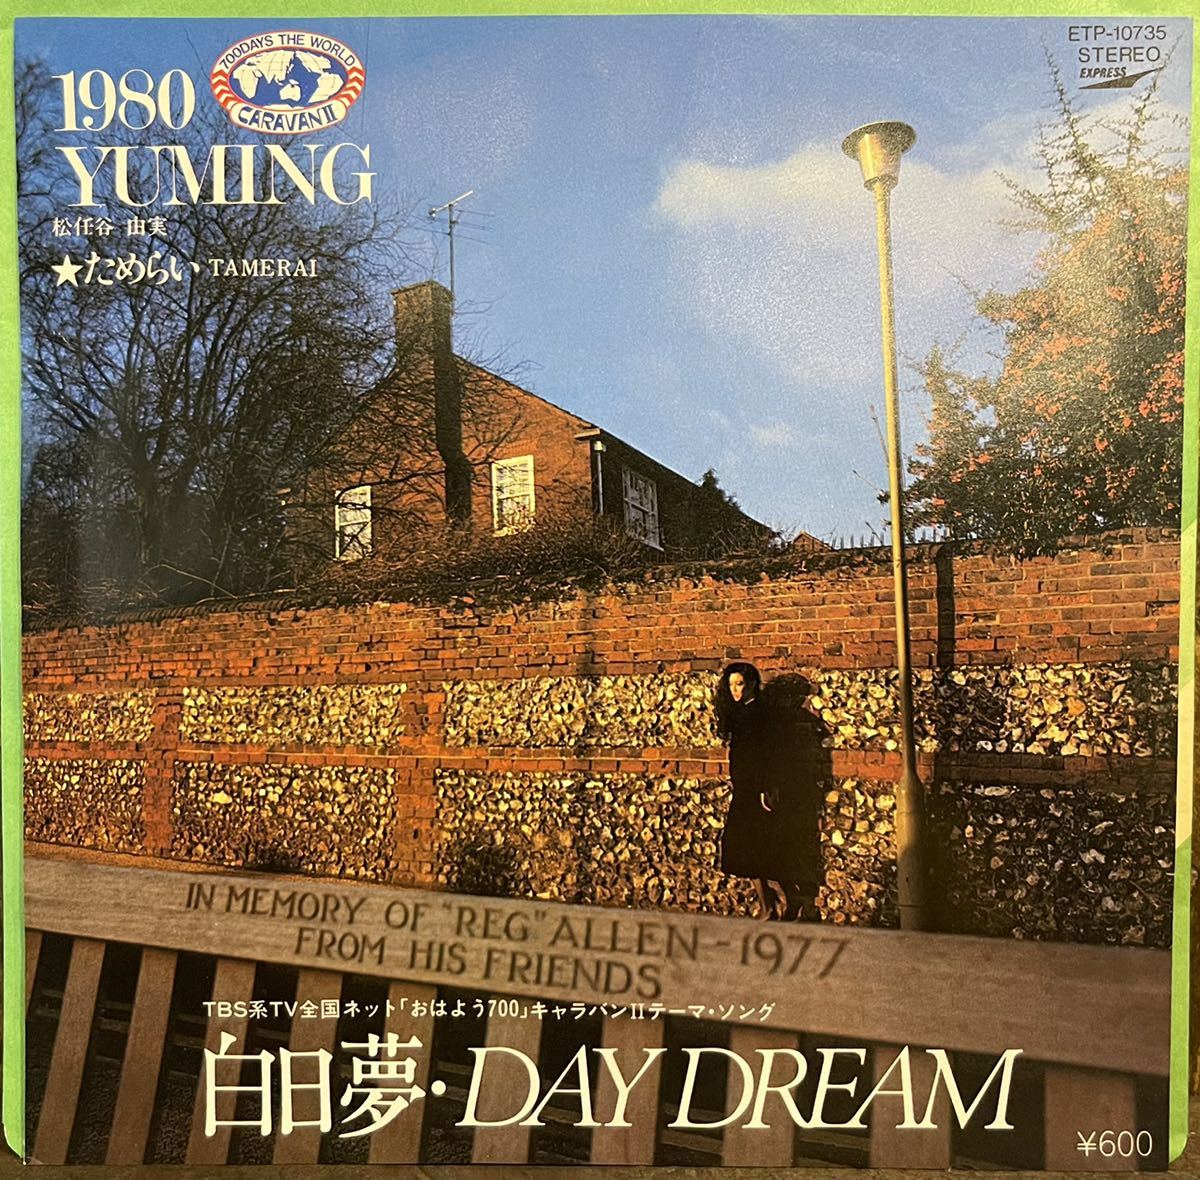 1980
700DAYS THE WORLD
CARAVAN II
YUMING
松任谷 由実
★ためらい TAMERAI
ETP-10735
STEREO
EXPRESS
IN MEMORY OF "REG" ALLEN - 1977
FROM HIS FRIENDS
TBS系TV全国ネット「おはよう700」キャラバンIIテーマ・ソング
白日夢・DAY DREAM
¥600